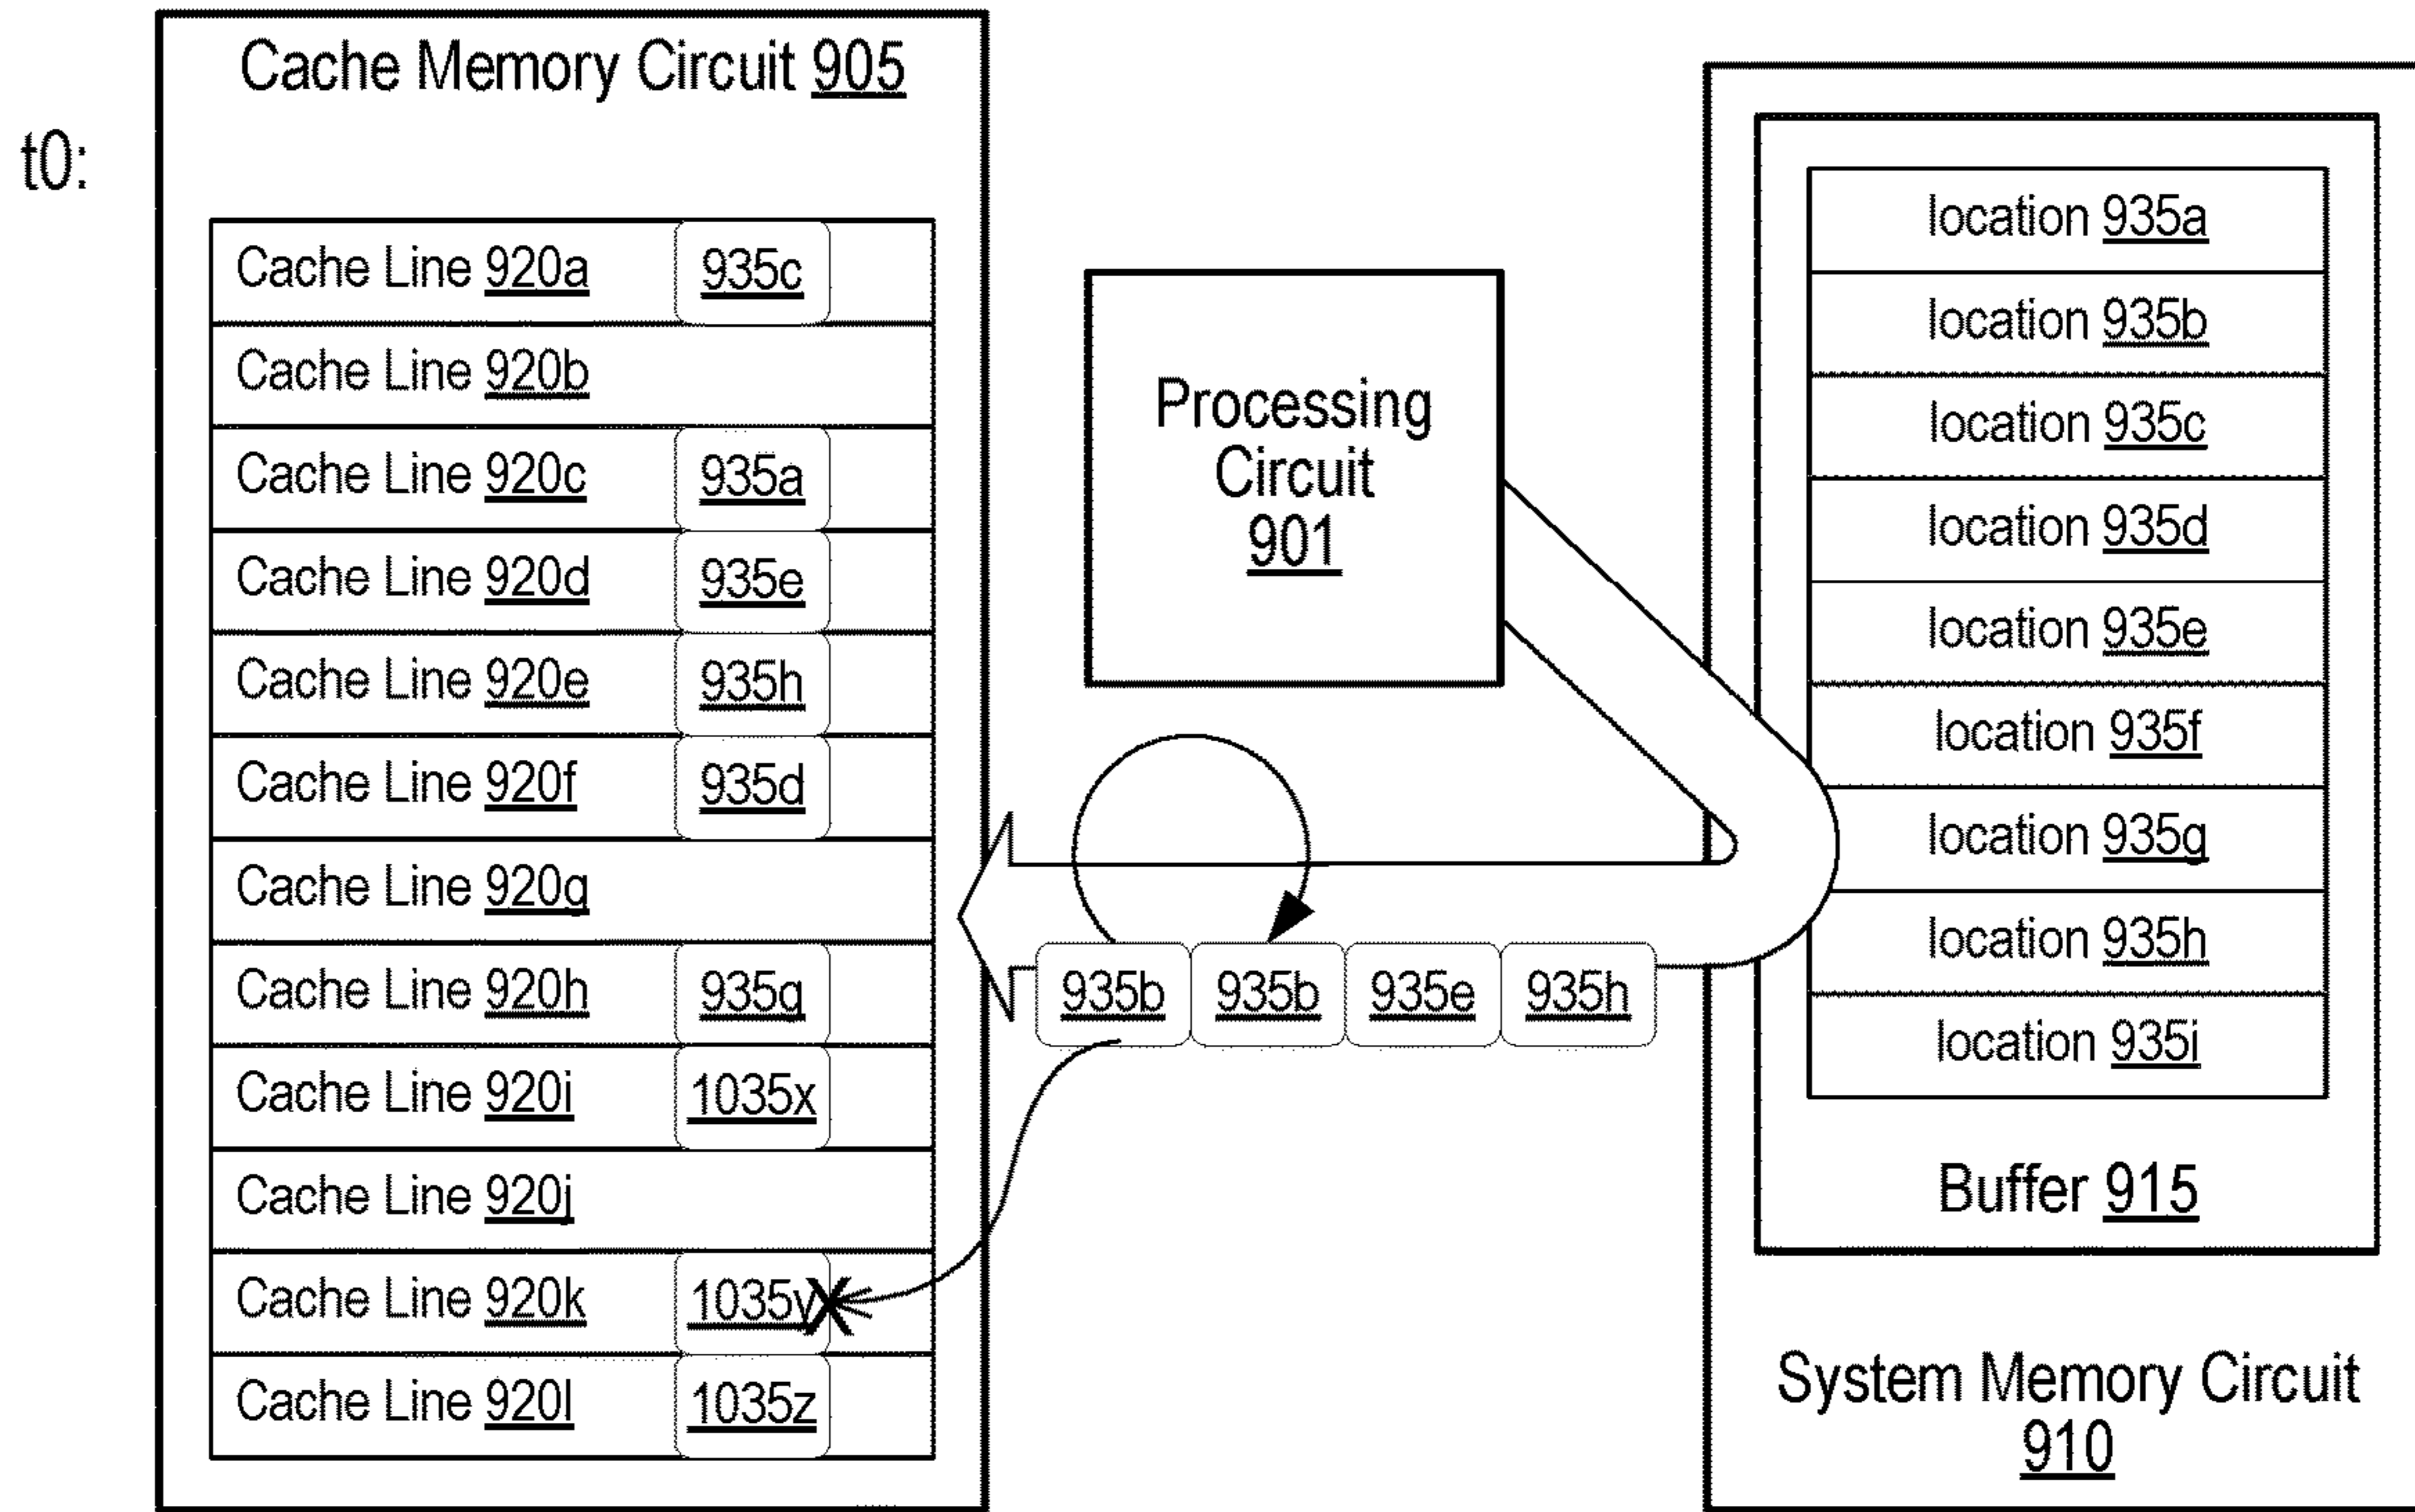 Cache Memory Circuit 905
t0:
Cache Line 920a 935c
Cache Line 920b
Cache Line 920c 935a
Cache Line 920d 935e
Cache Line 920e 935h
Cache Line 920f 935d
Cache Line 920g
Cache Line 920h 935g
Cache Line 920i 1035x
Cache Line 920j
Cache Line 920k 1035y
Cache Line 920l 1035z
Processing
Circuit
901
935b 935b 935e 935h
location 935a
location 935b
location 935c
location 935d
location 935e
location 935f
location 935g
location 935h
location 935i
Buffer 915
System Memory Circuit
910